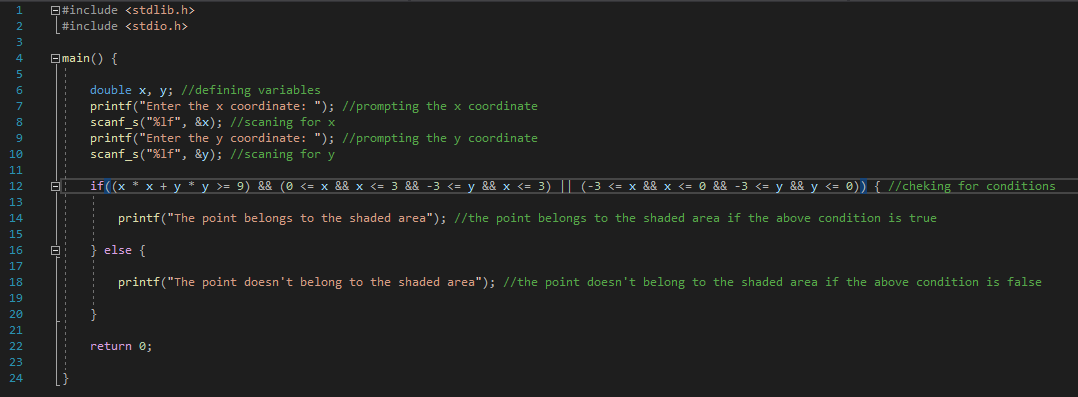 1 #include <stdlib.h>
2 #include <stdio.h>
3
4 main() {
5
6 double x, y; //defining variables
7 printf("Enter the x coordinate: "); //prompting the x coordinate
8 scanf_s("%lf", &x); //scaning for x
9 printf("Enter the y coordinate: "); //prompting the y coordinate
10 scanf_s("%lf", &y); //scaning for y
11
12 if((x * x + y * y >= 9) && (0 <= x && x <= 3 && -3 <= y && x <= 3) || (-3 <= x && x <= 0 && -3 <= y && y <= 0)) { //cheking for conditions
13
14 printf("The point belongs to the shaded area"); //the point belongs to the shaded area if the above condition is true
15
16 } else {
17
18 printf("The point doesn't belong to the shaded area"); //the point doesn't belong to the shaded area if the above condition is false
19
20 }
21
22 return 0;
23
24 }